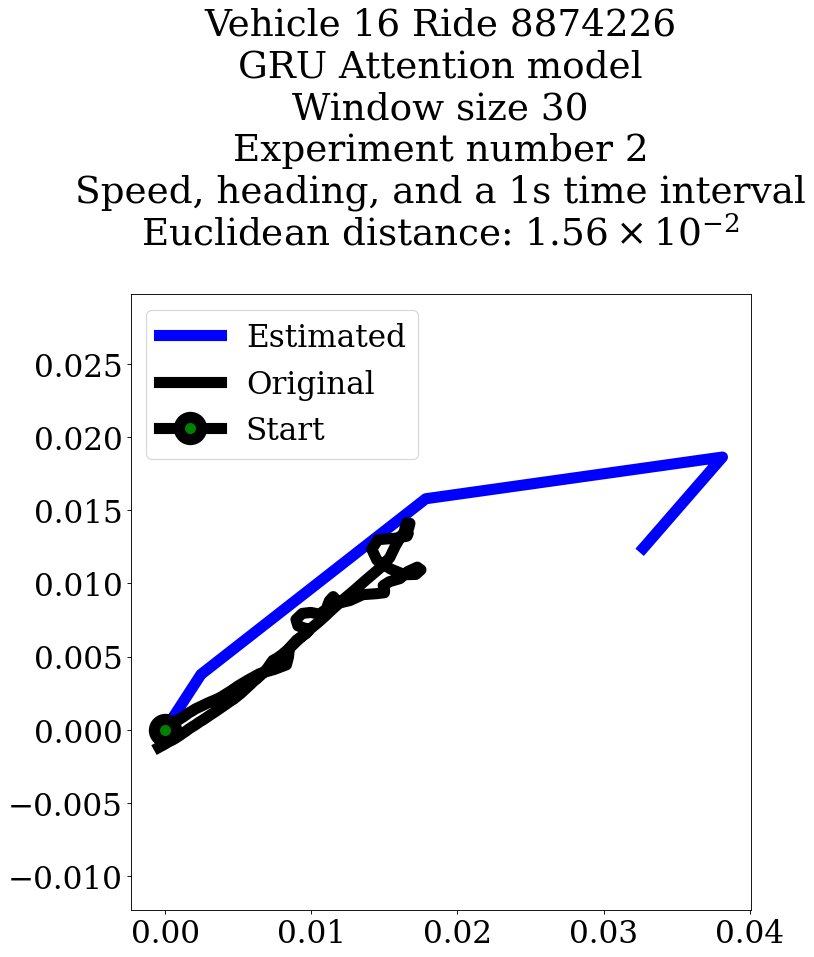 Vehicle 16 Ride 8874226
GRU Attention model
Window size 30
Experiment number 2
Speed, heading, and a 1s time interval
Euclidean distance: 1.56 × 10⁻²
Estimated
Original
Start
0.025
0.020
0.015
0.010
0.005
0.000
−0.005
−0.010
0.00 0.01 0.02 0.03 0.04